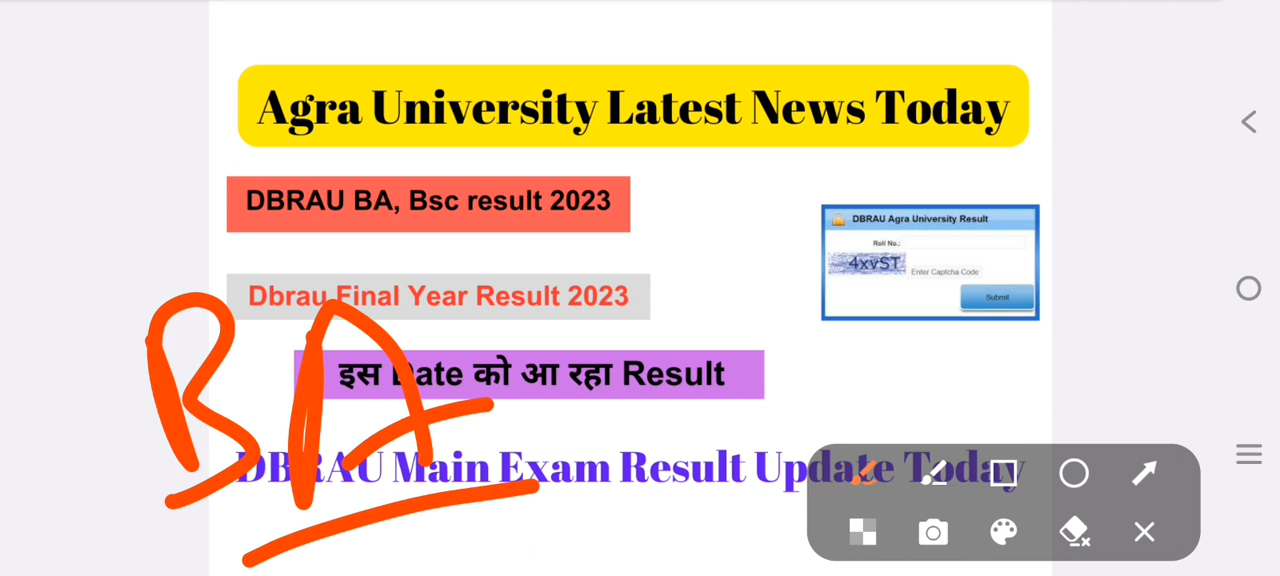 Agra University Latest News Today
DBRAU BA, Bsc result 2023
DBRAU Agra University Result
Roll No.:
4xvST Enter Captcha Code
Submit
Dbrau Final Year Result 2023
इस Date को आ रहा Result
BA
DBRAU Main Exam Result Update Today